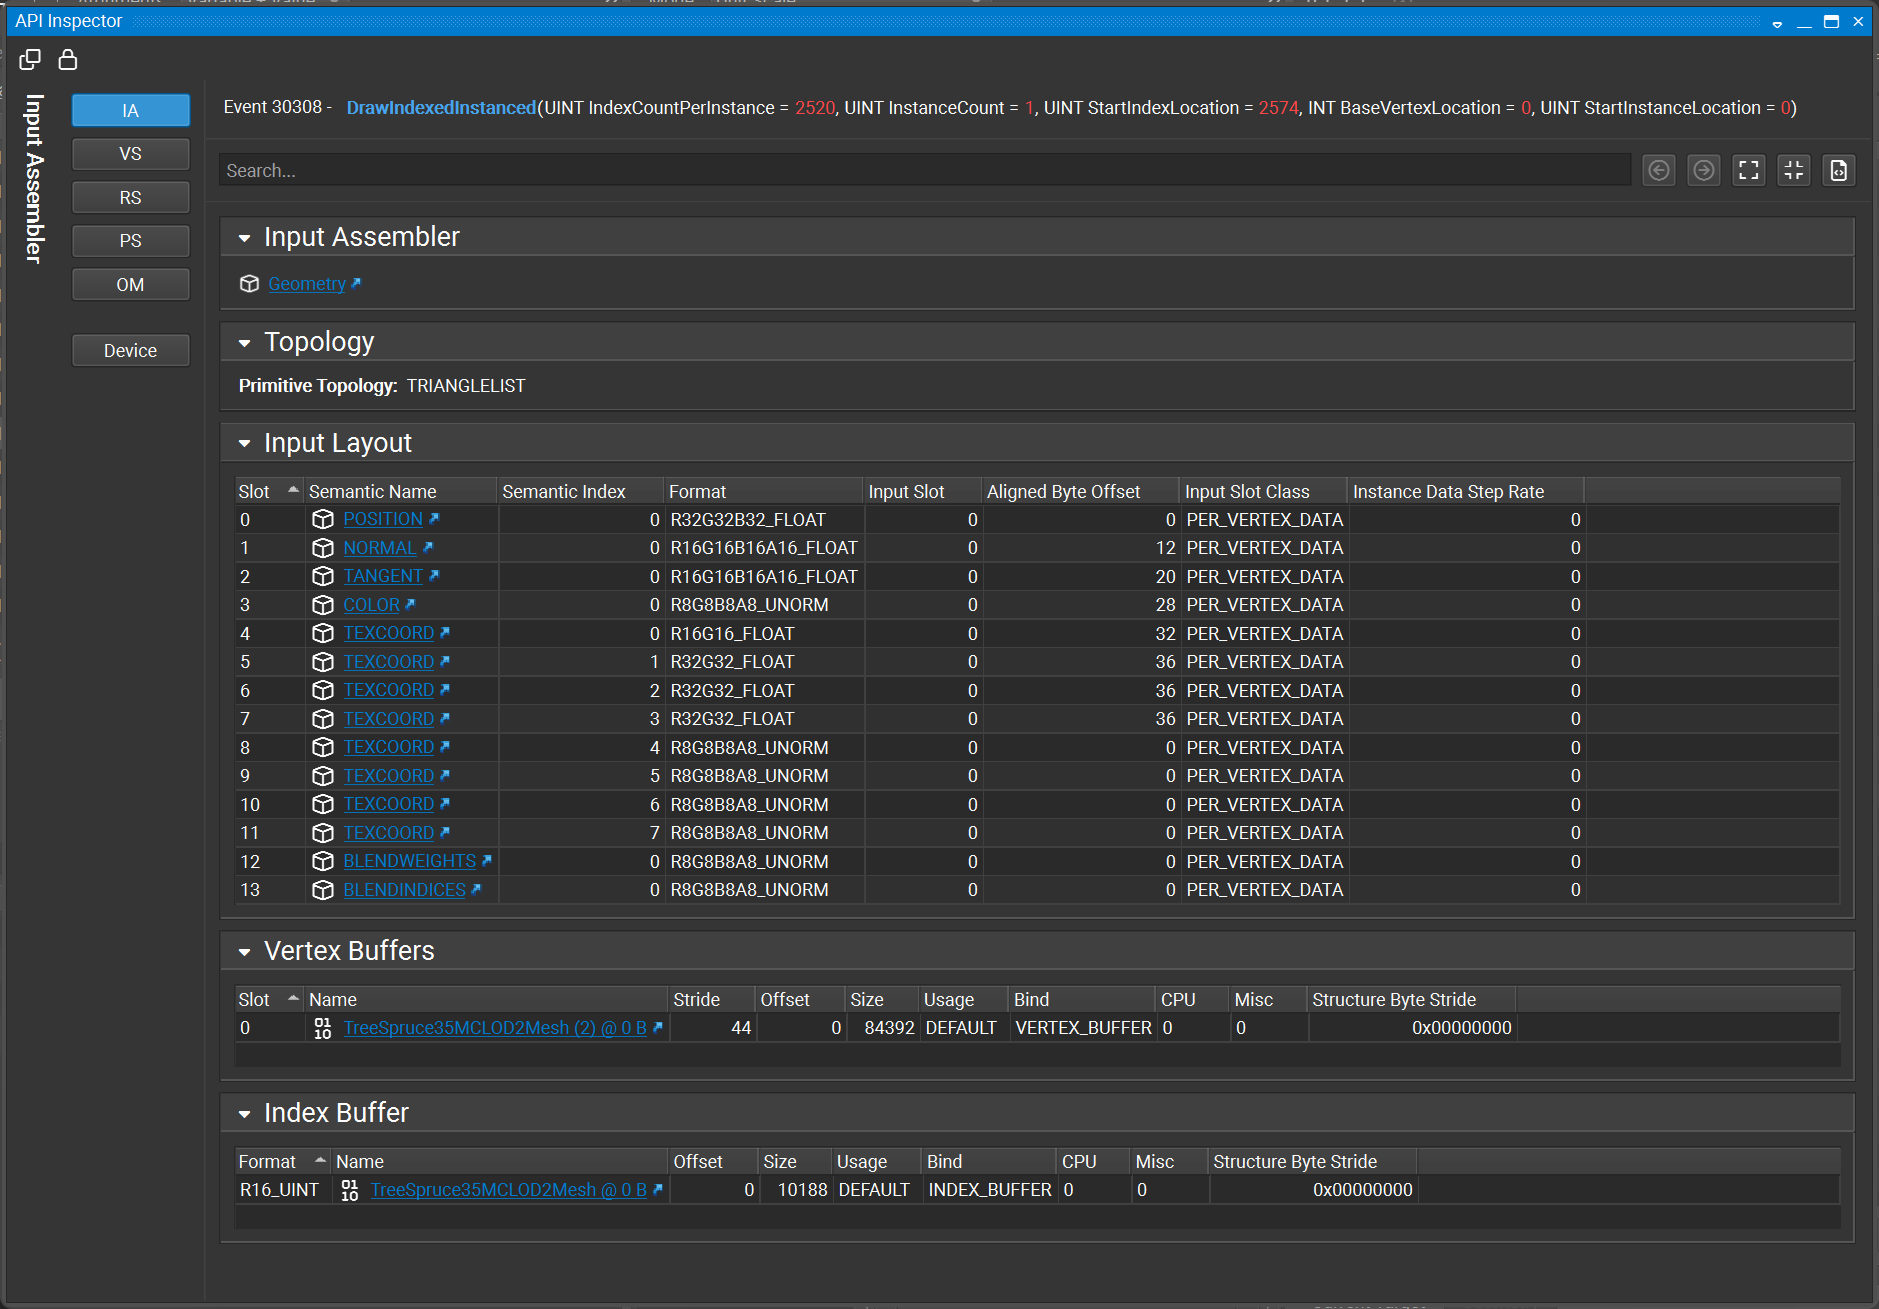 API Inspector
Input Assembler
IA
VS
RS
PS
OM
Device
Event 30308 - DrawIndexedInstanced(UINT IndexCountPerInstance = 2520, UINT InstanceCount = 1, UINT StartIndexLocation = 2574, INT BaseVertexLocation = 0, UINT StartInstanceLocation = 0)
Search...
Input Assembler
Geometry
Topology
Primitive Topology: TRIANGLELIST
Input Layout
Slot Semantic Name Semantic Index Format Input Slot Aligned Byte Offset Input Slot Class Instance Data Step Rate
0 POSITION 0 R32G32B32_FLOAT 0 0 PER_VERTEX_DATA 0
1 NORMAL 0 R16G16B16A16_FLOAT 0 12 PER_VERTEX_DATA 0
2 TANGENT 0 R16G16B16A16_FLOAT 0 20 PER_VERTEX_DATA 0
3 COLOR 0 R8G8B8A8_UNORM 0 28 PER_VERTEX_DATA 0
4 TEXCOORD 0 R16G16_FLOAT 0 32 PER_VERTEX_DATA 0
5 TEXCOORD 1 R32G32_FLOAT 0 36 PER_VERTEX_DATA 0
6 TEXCOORD 2 R32G32_FLOAT 0 36 PER_VERTEX_DATA 0
7 TEXCOORD 3 R32G32_FLOAT 0 36 PER_VERTEX_DATA 0
8 TEXCOORD 4 R8G8B8A8_UNORM 0 0 PER_VERTEX_DATA 0
9 TEXCOORD 5 R8G8B8A8_UNORM 0 0 PER_VERTEX_DATA 0
10 TEXCOORD 6 R8G8B8A8_UNORM 0 0 PER_VERTEX_DATA 0
11 TEXCOORD 7 R8G8B8A8_UNORM 0 0 PER_VERTEX_DATA 0
12 BLENDWEIGHTS 0 R8G8B8A8_UNORM 0 0 PER_VERTEX_DATA 0
13 BLENDINDICES 0 R8G8B8A8_UNORM 0 0 PER_VERTEX_DATA 0
Vertex Buffers
Slot Name Stride Offset Size Usage Bind CPU Misc Structure Byte Stride
0 TreeSpruce35MCLOD2Mesh (2) @ 0 B 44 0 84392 DEFAULT VERTEX_BUFFER 0 0 0x00000000
Index Buffer
Format Name Offset Size Usage Bind CPU Misc Structure Byte Stride
R16_UINT TreeSpruce35MCLOD2Mesh @ 0 B 0 10188 DEFAULT INDEX_BUFFER 0 0 0x00000000